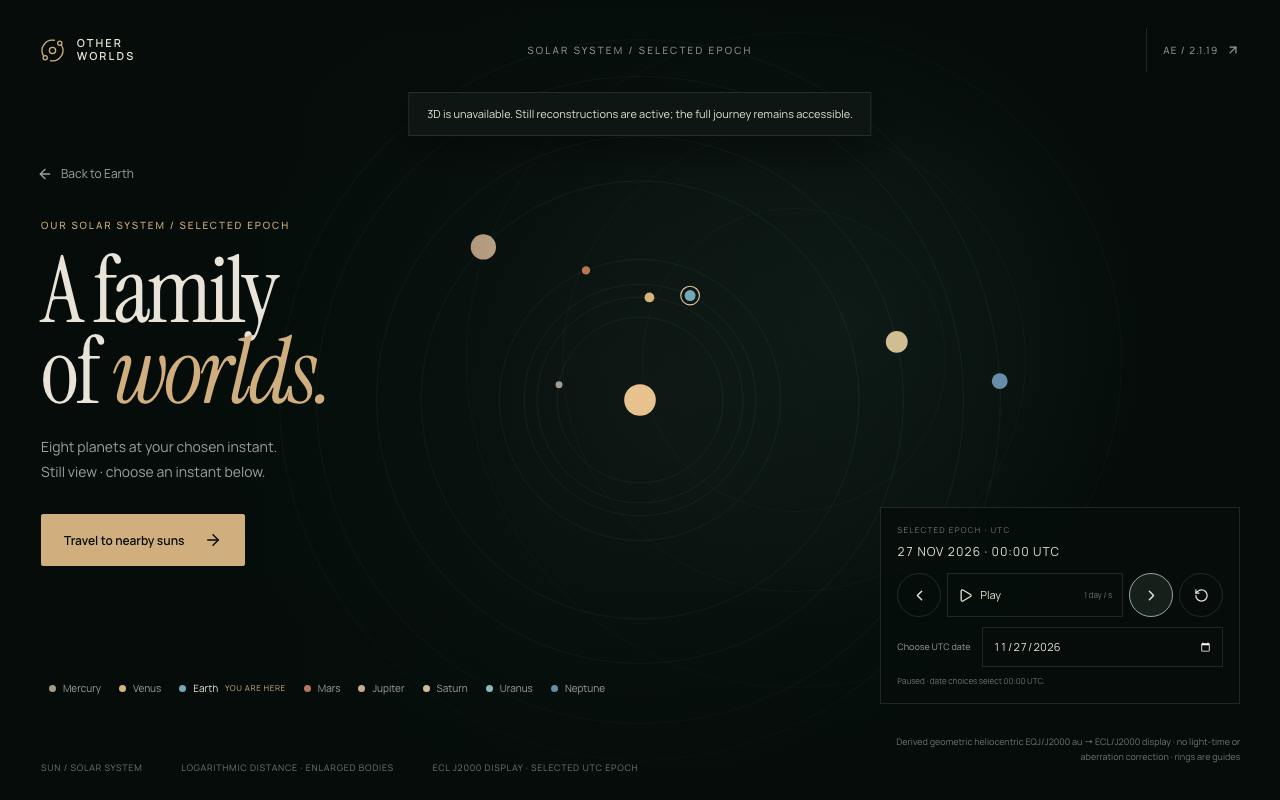 OTHER
WORLDS
SOLAR SYSTEM / SELECTED EPOCH
AE / 2.1.19
3D is unavailable. Still reconstructions are active; the full journey remains accessible.
Back to Earth
OUR SOLAR SYSTEM / SELECTED EPOCH
A family
of worlds.
Eight planets at your chosen instant.
Still view · choose an instant below.
Travel to nearby suns
SELECTED EPOCH · UTC
27 NOV 2026 · 00:00 UTC
Play 1 day / s
Choose UTC date 11/27/2026
Paused · date choices select 00:00 UTC.
Mercury Venus Earth YOU ARE HERE Mars Jupiter Saturn Uranus Neptune
Derived geometric heliocentric EQJ/J2000 au → ECL/J2000 display · no light-time or
aberration correction · rings are guides
SUN / SOLAR SYSTEM LOGARITHMIC DISTANCE · ENLARGED BODIES ECL J2000 DISPLAY · SELECTED UTC EPOCH